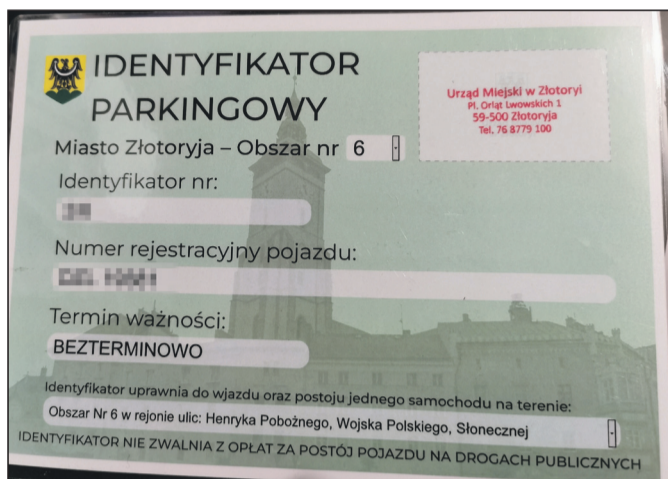 IDENTYFIKATOR
PARKINGOWY
Urząd Miejski w Złotoryi
Pl. Orląt Lwowskich 1
59-500 Złotoryja
Tel. 76 8779 100
Miasto Złotoryja – Obszar nr 6
Identyfikator nr:
Numer rejestracyjny pojazdu:
Termin ważności:
BEZTERMINOWO
Identyfikator uprawnia do wjazdu oraz postoju jednego samochodu na terenie:
Obszar Nr 6 w rejonie ulic: Henryka Pobożnego, Wojska Polskiego, Słonecznej
IDENTYFIKATOR NIE ZWALNIA Z OPŁAT ZA POSTÓJ POJAZDU NA DROGACH PUBLICZNYCH